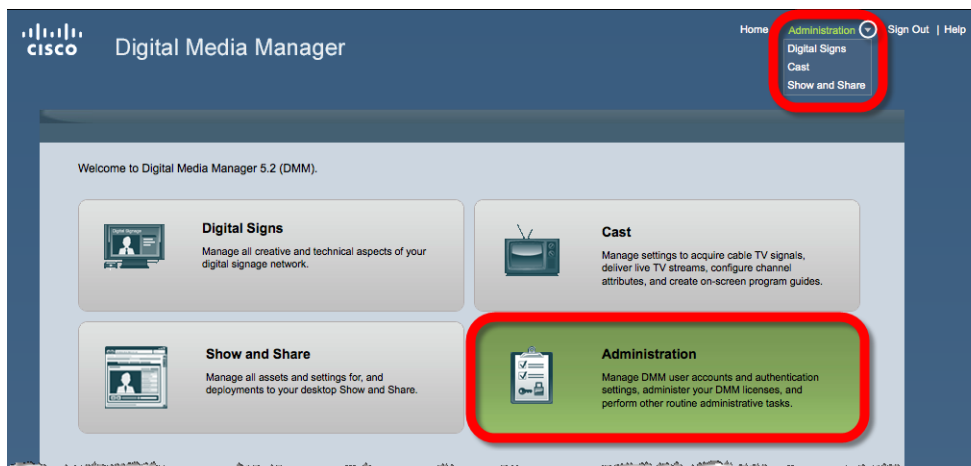 Home Administration Sign Out | Help
Digital Signs
Cast
Show and Share
CISCO Digital Media Manager
Welcome to Digital Media Manager 5.2 (DMM).
Digital Signs
Manage all creative and technical aspects of your
digital signage network.
Cast
Manage settings to acquire cable TV signals,
deliver live TV streams, configure channel
attributes, and create on-screen program guides.
Show and Share
Manage all assets and settings for, and
deployments to your desktop Show and Share.
Administration
Manage DMM user accounts and authentication
settings, administer your DMM licenses, and
perform other routine administrative tasks.